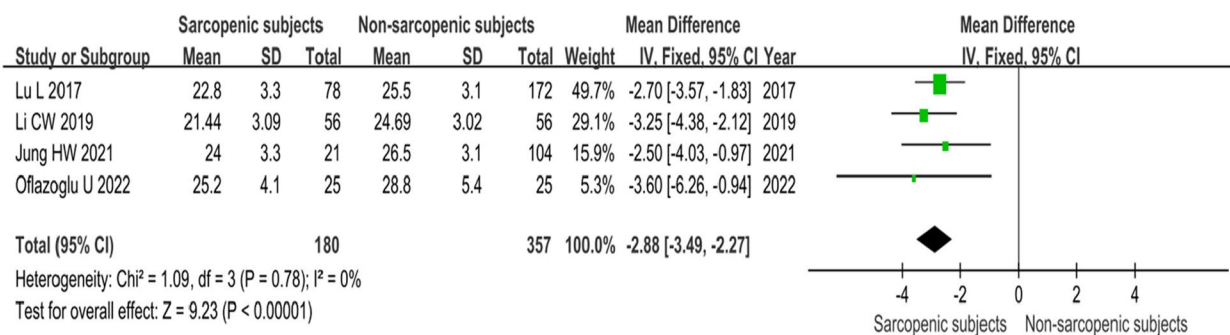 Sarcopenic subjects Non-sarcopenic subjects Mean Difference Mean Difference
Study or Subgroup Mean SD Total Mean SD Total Weight IV, Fixed, 95% CI Year IV, Fixed, 95% CI
Lu L 2017 22.8 3.3 78 25.5 3.1 172 49.7% -2.70 [-3.57, -1.83] 2017
Li CW 2019 21.44 3.09 56 24.69 3.02 56 29.1% -3.25 [-4.38, -2.12] 2019
Jung HW 2021 24 3.3 21 26.5 3.1 104 15.9% -2.50 [-4.03, -0.97] 2021
Oflazoglu U 2022 25.2 4.1 25 28.8 5.4 25 5.3% -3.60 [-6.26, -0.94] 2022
Total (95% CI) 180 357 100.0% -2.88 [-3.49, -2.27]
Heterogeneity: Chi² = 1.09, df = 3 (P = 0.78); I² = 0%
Test for overall effect: Z = 9.23 (P < 0.00001)
-4 -2 0 2 4
Sarcopenic subjects Non-sarcopenic subjects